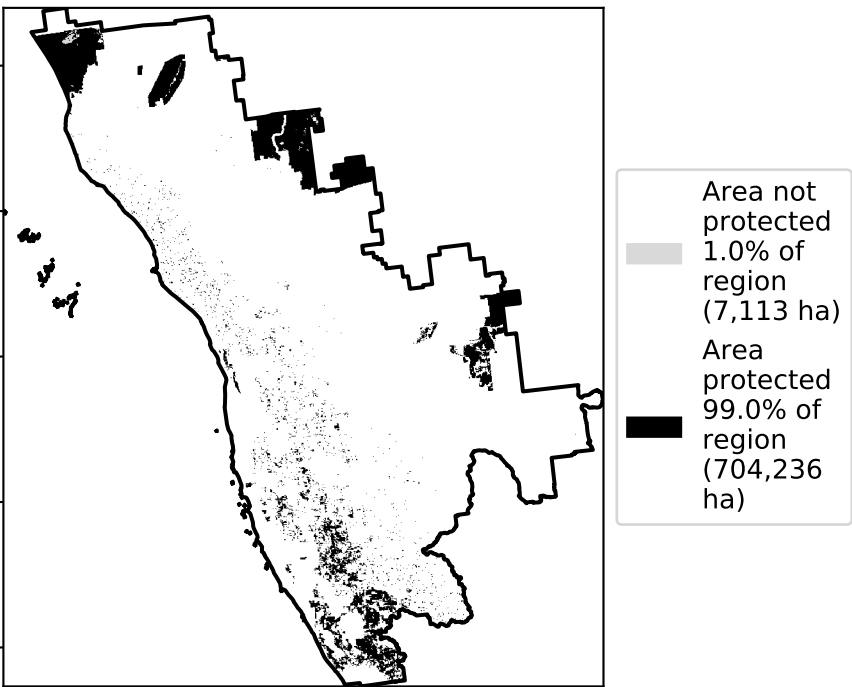 Area not
protected
1.0% of
region
(7,113 ha)
Area
protected
99.0% of
region
(704,236
ha)